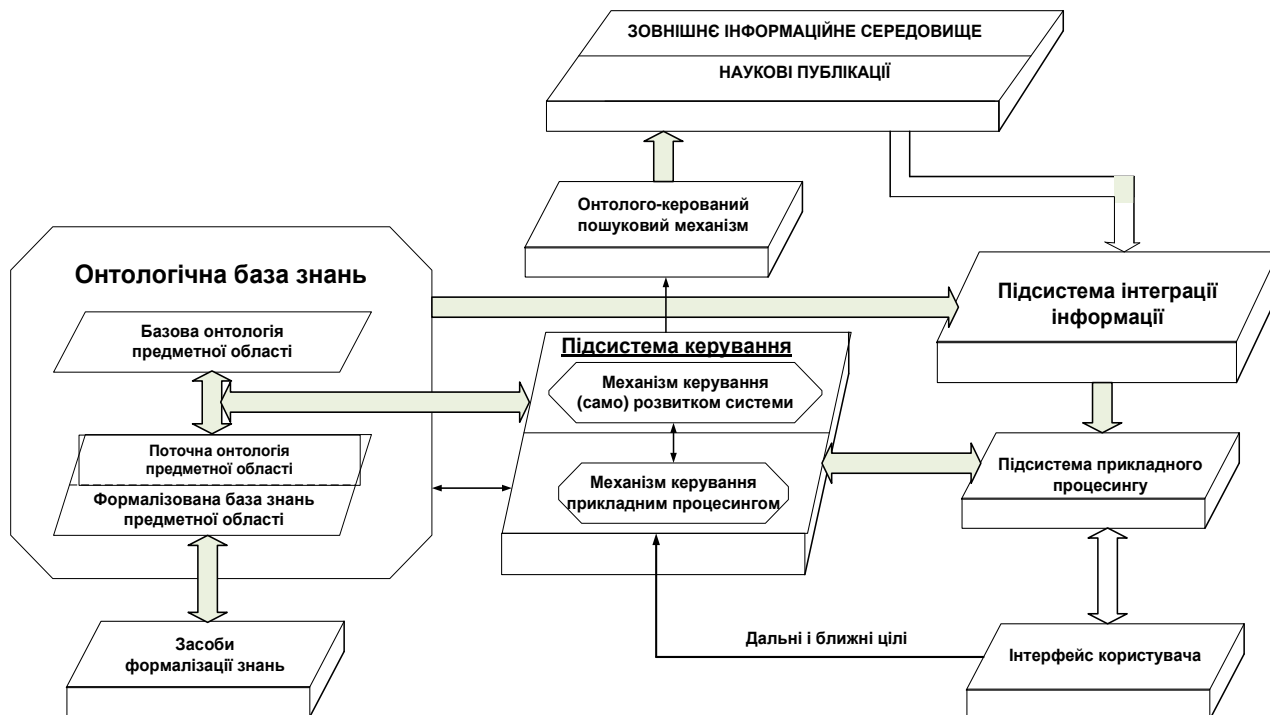 ЗОВНІШНЄ ІНФОРМАЦІЙНЕ СЕРЕДОВИЩЕ
НАУКОВІ ПУБЛІКАЦІЇ
Онтолого-керований
пошуковий механізм
Онтологічна база знань
Базова онтологія
предметної області
Поточна онтологія
предметної області
Формалізована база знань
предметної області
Засоби
формалізації знань
Підсистема керування
Механізм керування
(само) розвитком системи
Механізм керування
прикладним процесингом
Підсистема інтеграції
інформації
Підсистема прикладного
процесингу
Дальні і ближні цілі
Інтерфейс користувача